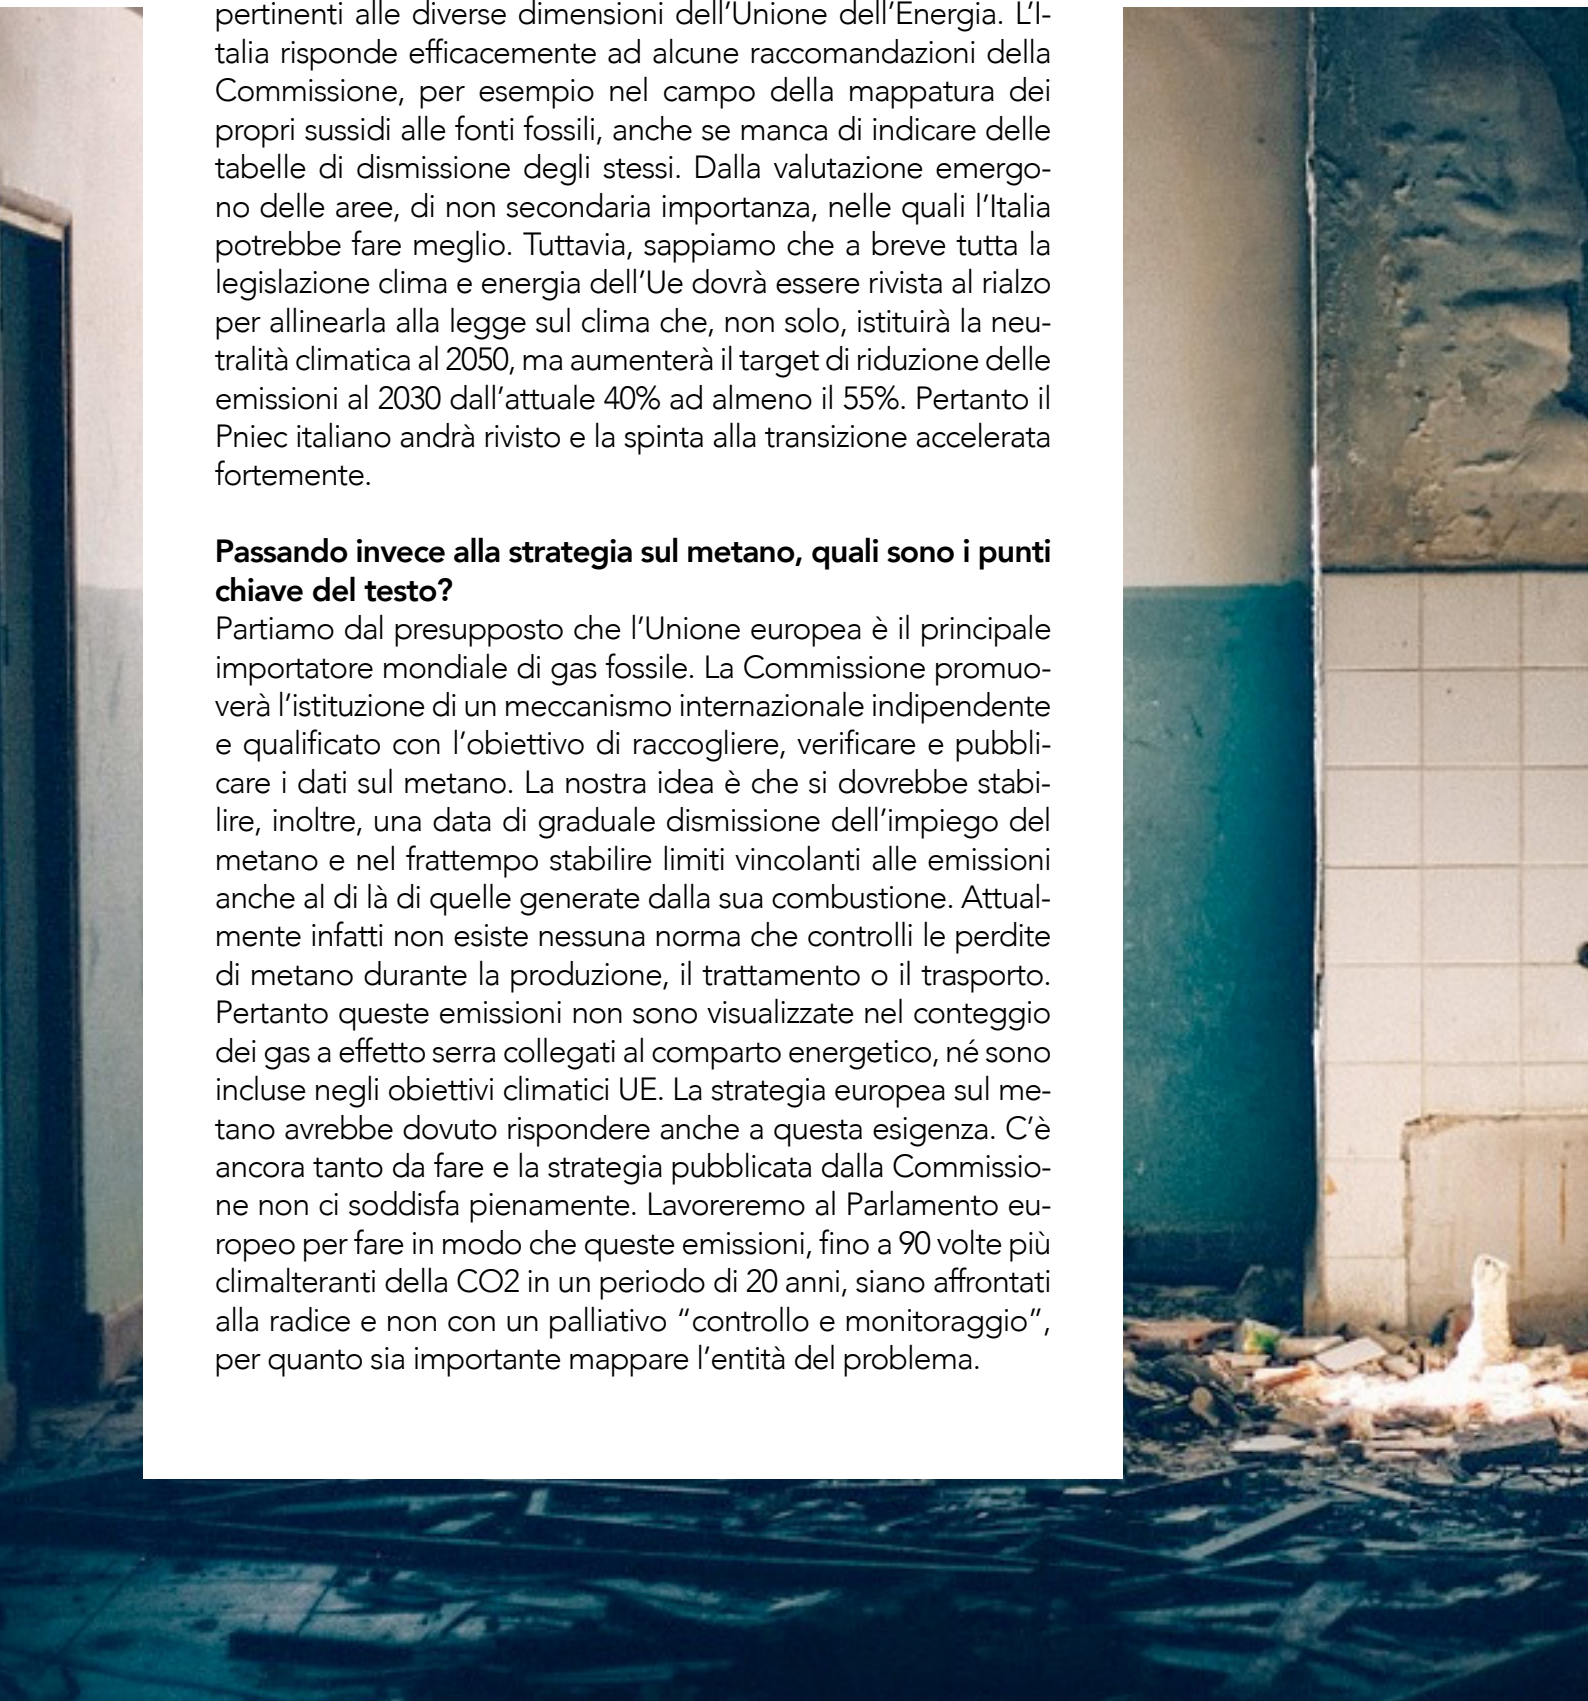 pertinenti alle diverse dimensioni dell'Unione dell'Energia. L'I-
talia risponde efficacemente ad alcune raccomandazioni della
Commissione, per esempio nel campo della mappatura dei
propri sussidi alle fonti fossili, anche se manca di indicare delle
tabelle di dismissione degli stessi. Dalla valutazione emergo-
no delle aree, di non secondaria importanza, nelle quali l'Italia
potrebbe fare meglio. Tuttavia, sappiamo che a breve tutta la
legislazione clima e energia dell'Ue dovrà essere rivista al rialzo
per allinearla alla legge sul clima che, non solo, istituirà la neu-
tralità climatica al 2050, ma aumenterà il target di riduzione delle
emissioni al 2030 dall'attuale 40% ad almeno il 55%. Pertanto il
Pniec italiano andrà rivisto e la spinta alla transizione accelerata
fortemente.
Passando invece alla strategia sul metano, quali sono i punti
chiave del testo?
Partiamo dal presupposto che l'Unione europea è il principale
importatore mondiale di gas fossile. La Commissione promuo-
verà l'istituzione di un meccanismo internazionale indipendente
e qualificato con l'obiettivo di raccogliere, verificare e pubbli-
care i dati sul metano. La nostra idea è che si dovrebbe stabi-
lire, inoltre, una data di graduale dismissione dell'impiego del
metano e nel frattempo stabilire limiti vincolanti alle emissioni
anche al di là di quelle generate dalla sua combustione. Attual-
mente infatti non esiste nessuna norma che controlli le perdite
di metano durante la produzione, il trattamento o il trasporto.
Pertanto queste emissioni non sono visualizzate nel conteggio
dei gas a effetto serra collegati al comparto energetico, né sono
incluse negli obiettivi climatici UE. La strategia europea sul me-
tano avrebbe dovuto rispondere anche a questa esigenza. C'è
ancora tanto da fare e la strategia pubblicata dalla Commissio-
ne non ci soddisfa pienamente. Lavoreremo al Parlamento eu-
ropeo per fare in modo che queste emissioni, fino a 90 volte più
climalteranti della CO2 in un periodo di 20 anni, siano affrontati
alla radice e non con un palliativo "controllo e monitoraggio",
per quanto sia importante mappare l'entità del problema.